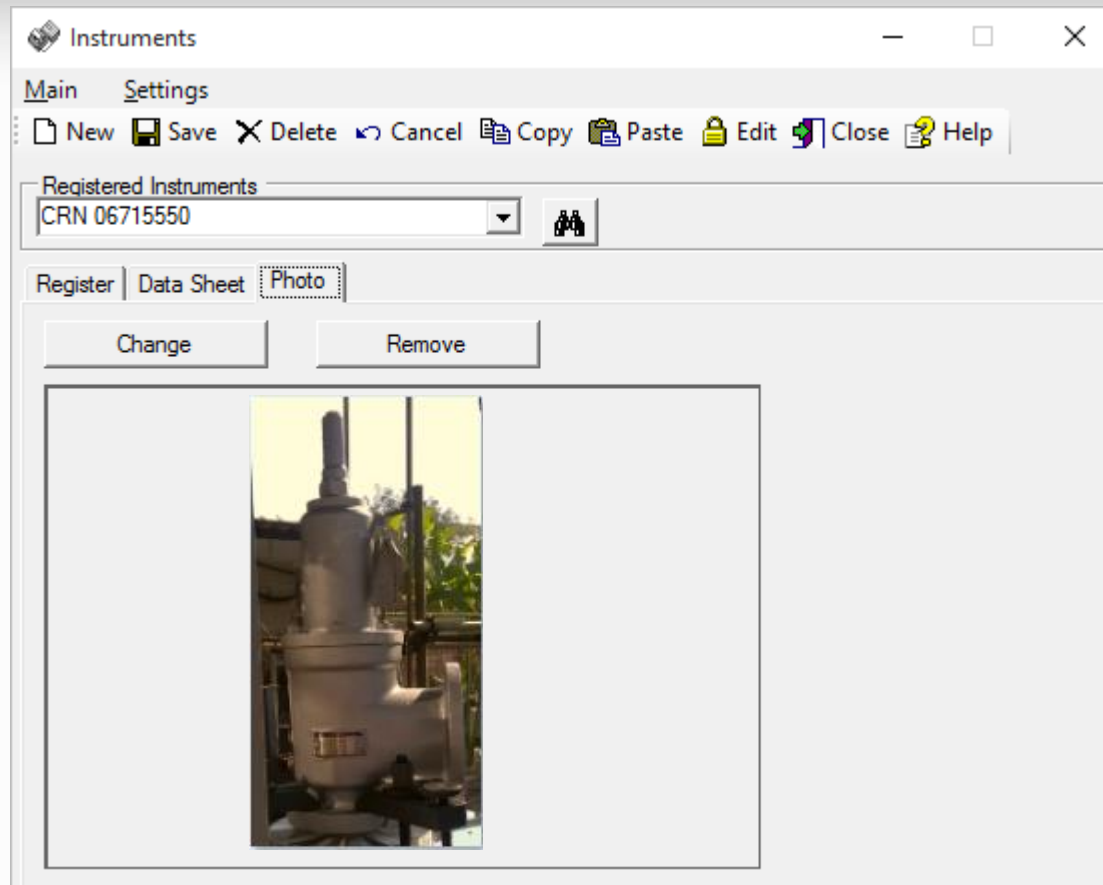 Instruments
Main Settings
New Save Delete Cancel Copy Paste Edit Close Help
Registered Instruments
CRN 06715550
Register Data Sheet Photo
Change Remove